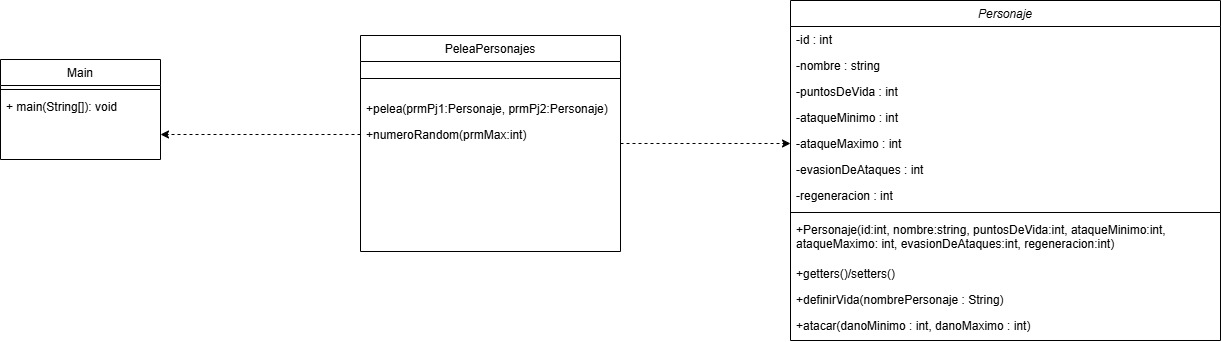 Main
+ main(String[]): void
PeleaPersonajes
+pelea(prmPj1:Personaje, prmPj2:Personaje)
+numeroRandom(prmMax:int)
Personaje
-id : int
-nombre : string
-puntosDeVida : int
-ataqueMinimo : int
-ataqueMaximo : int
-evasionDeAtaques : int
-regeneracion : int
+Personaje(id:int, nombre:string, puntosDeVida:int, ataqueMinimo:int,
ataqueMaximo: int, evasionDeAtaques:int, regeneracion:int)
+getters()/setters()
+definirVida(nombrePersonaje : String)
+atacar(danoMinimo : int, danoMaximo : int)